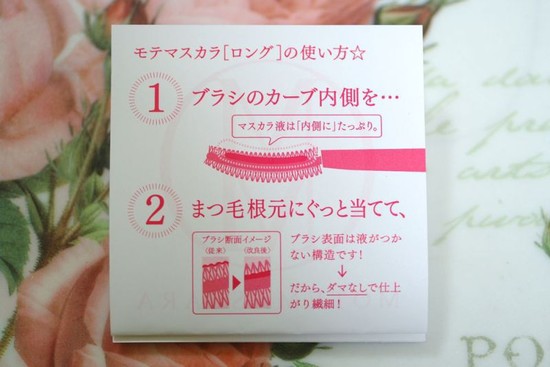 モテマスカラ[ロング]の使い方☆
1 ブラシのカーブ内側を…
マスカラ液は「内側に」たっぷり。
2 まつ毛根元にぐっと当てて、
ブラシ断面イメージ
〈従来〉 〈改良後〉
ブラシ表面は液がつか
ない構造です!
↓
だから、ダマなしで仕上
がり繊細!
PO